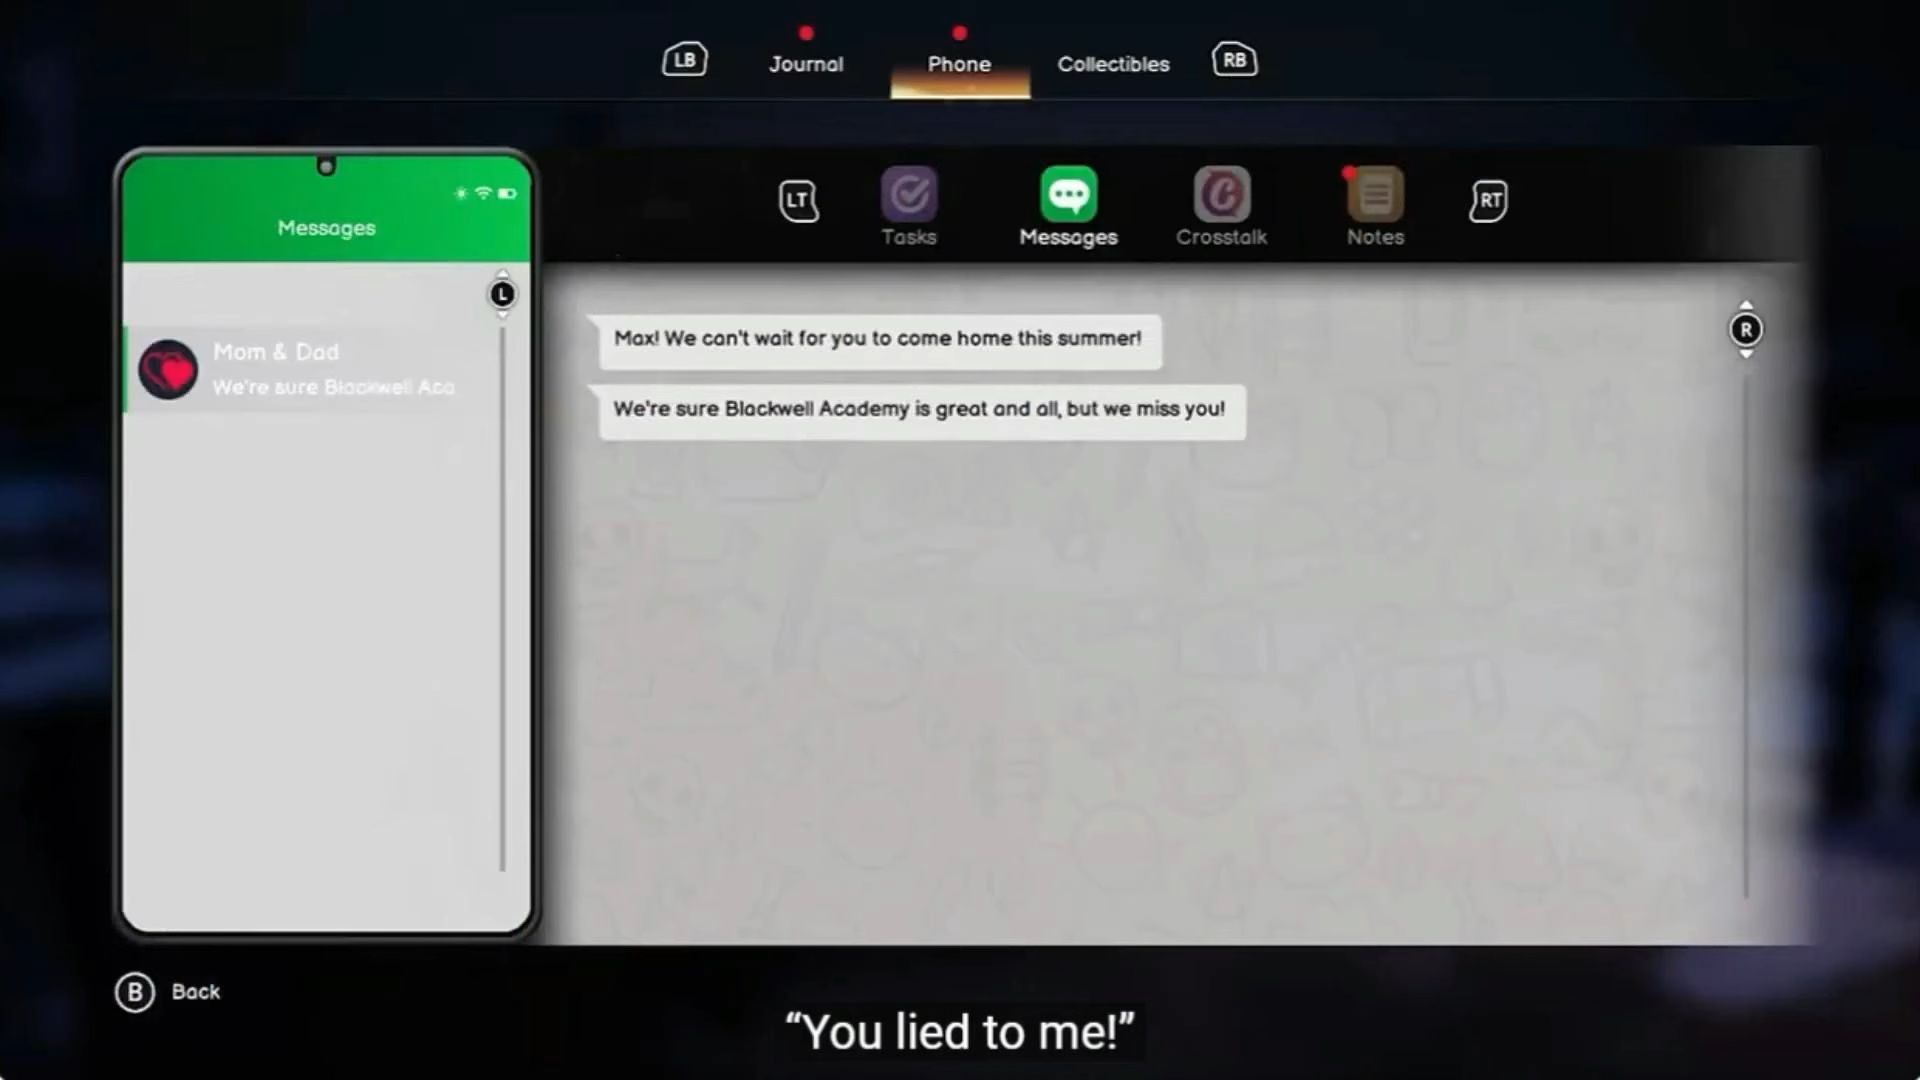 LB
Journal
Phone
Collectibles
RB
Messages
LT
Tasks
Messages
Crosstalk
Notes
RT
L
Mom & Dad
We're sure Blackwell Aca
Max! We can't wait for you to come home this summer!
We're sure Blackwell Academy is great and all, but we miss you!
R
B Back
“You lied to me!”